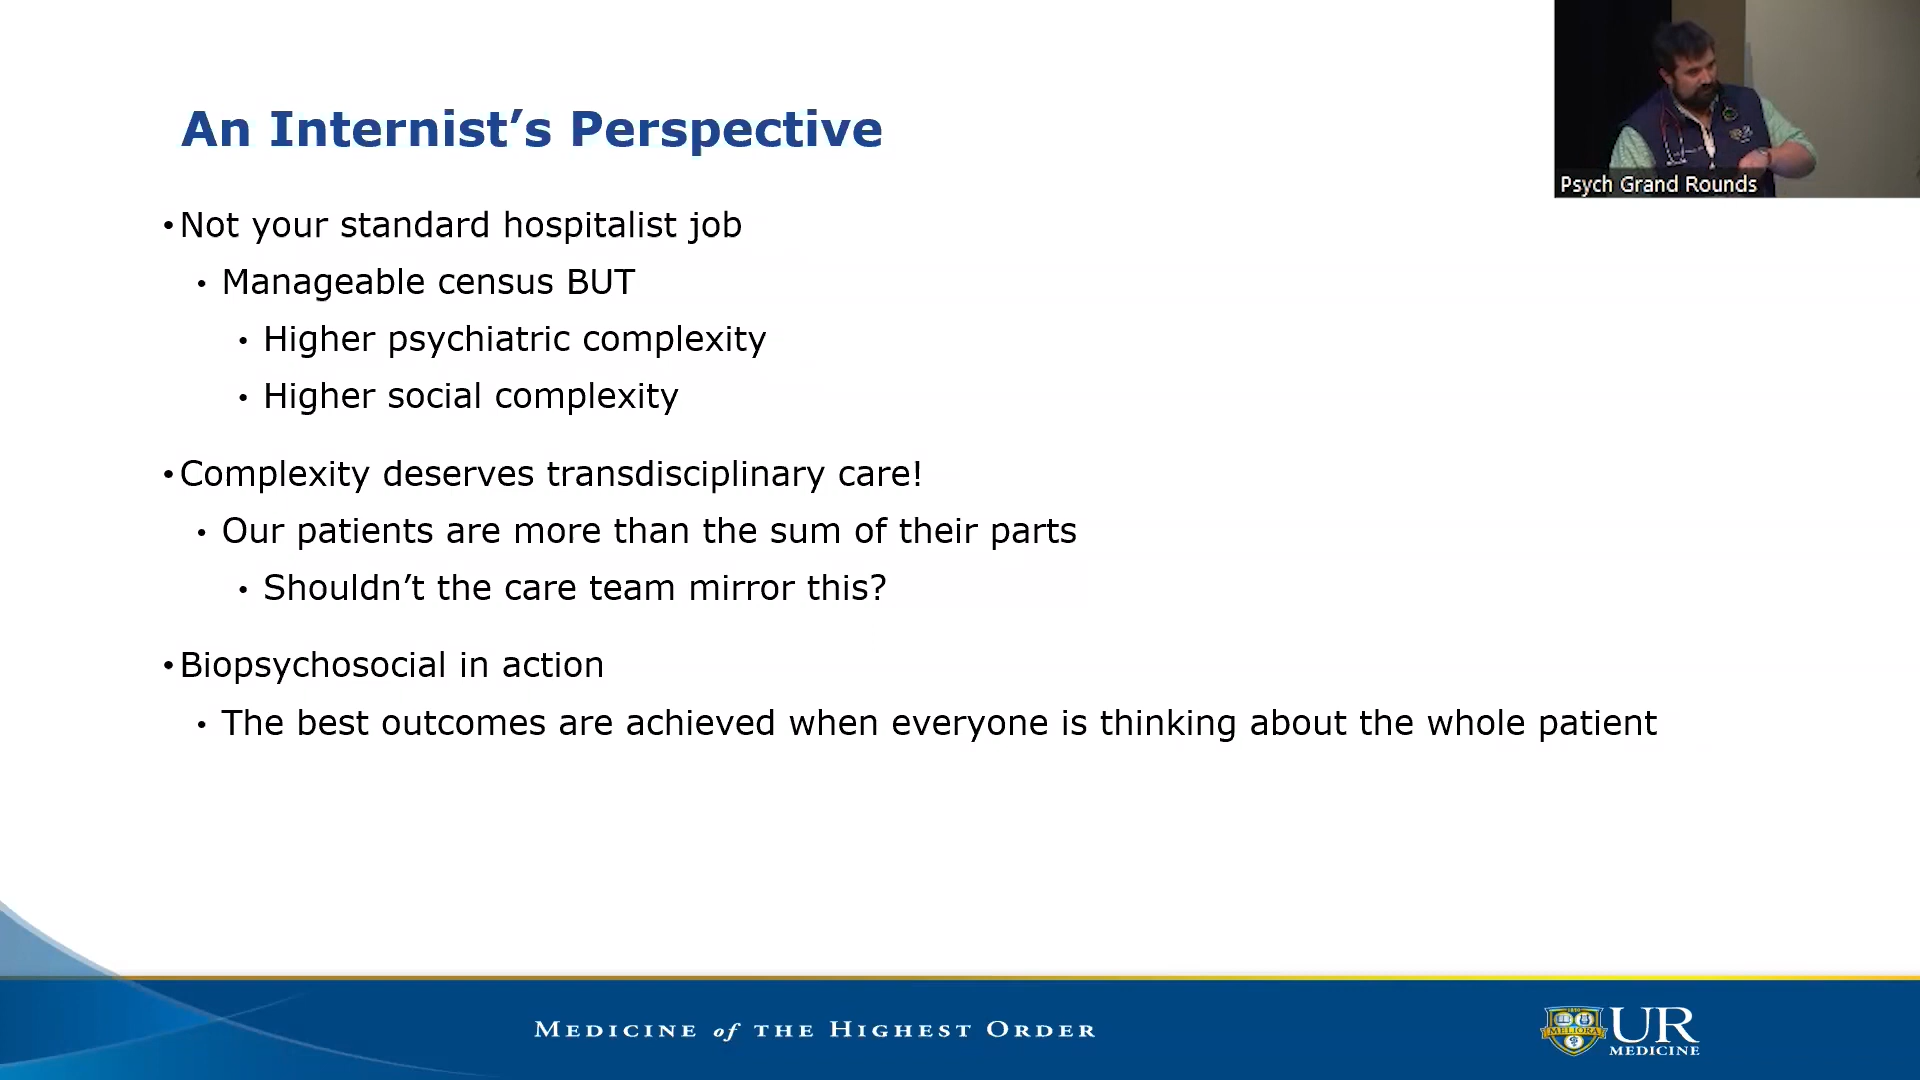 An Internist’s Perspective
Psych Grand Rounds
•Not your standard hospitalist job
• Manageable census BUT
• Higher psychiatric complexity
• Higher social complexity
•Complexity deserves transdisciplinary care!
• Our patients are more than the sum of their parts
• Shouldn’t the care team mirror this?
•Biopsychosocial in action
• The best outcomes are achieved when everyone is thinking about the whole patient
MEDICINE of THE HIGHEST ORDER
MELIORA
UR
MEDICINE